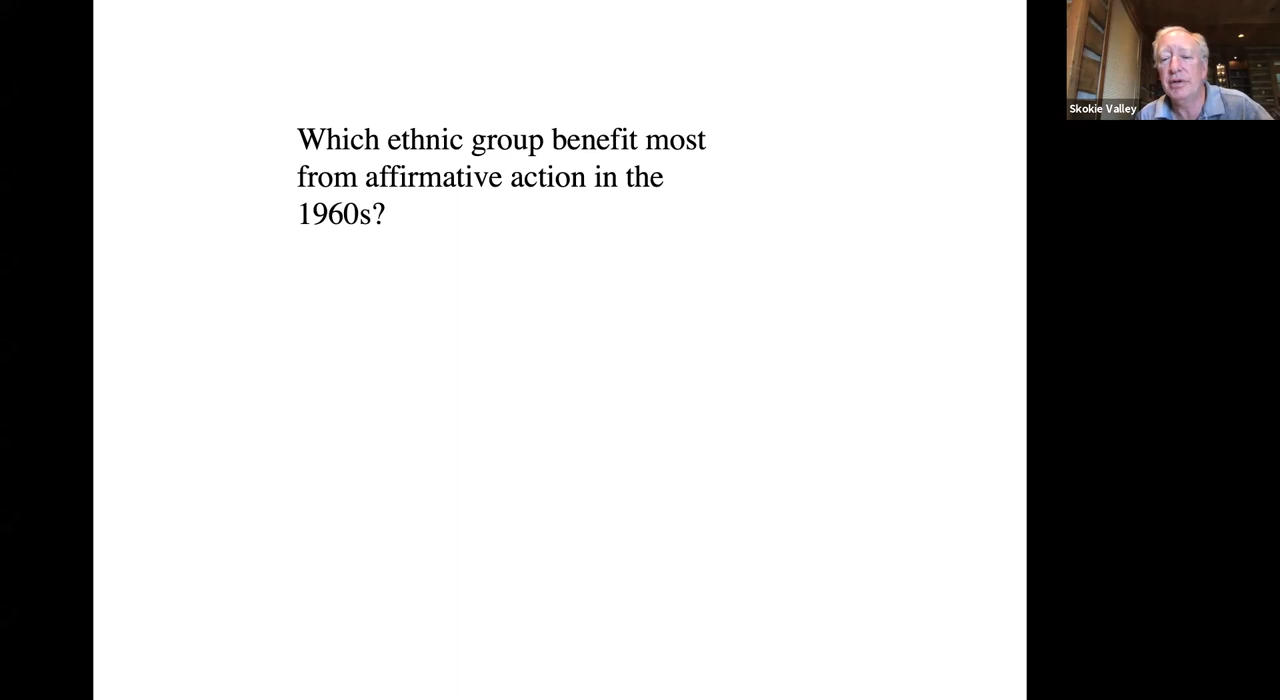 Which ethnic group benefit most
from affirmative action in the
1960s?
Skokie Valley